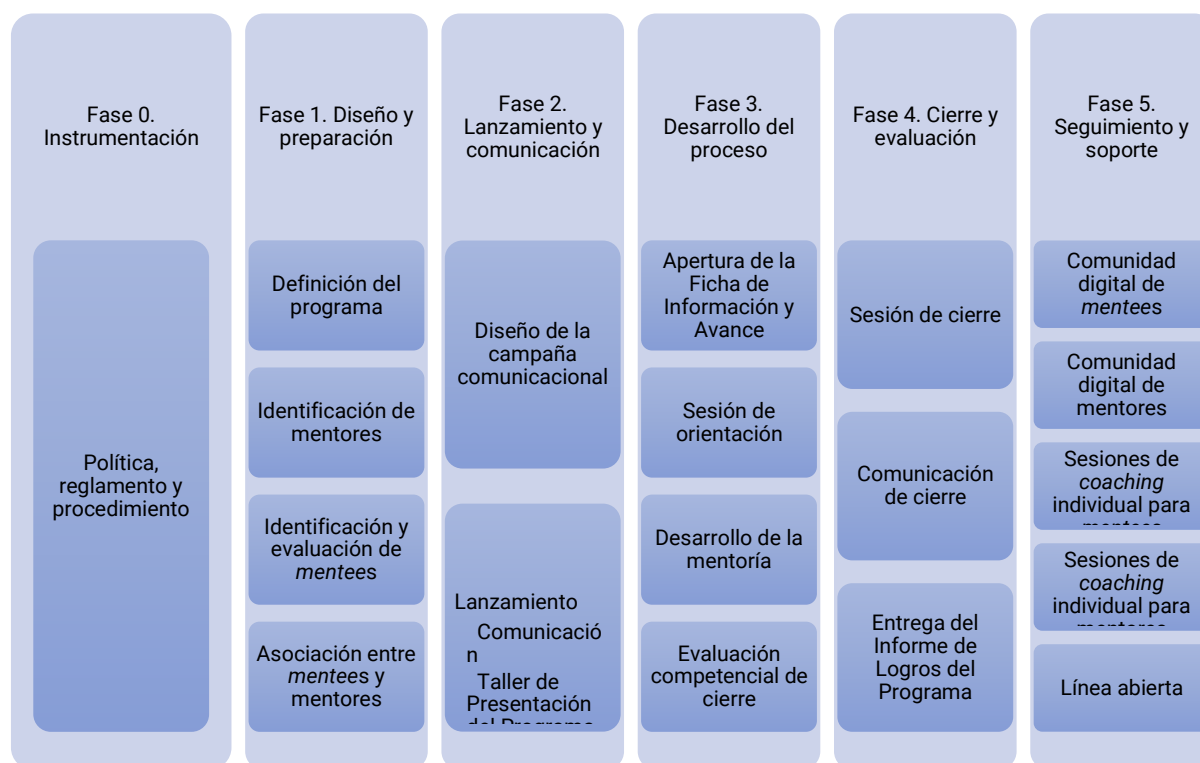 Fase 0.
Instrumentación
Política,
reglamento y
procedimiento
Fase 1. Diseño y
preparación
Definición del
programa
Identificación de
mentores
Identificación y
evaluación de
mentees
Asociación entre
mentees y
mentores
Fase 2.
Lanzamiento y
comunicación
Diseño de la
campaña
comunicacional
Lanzamiento
Comunicació
n
Taller de
Presentación
del Programa
Fase 3.
Desarrollo del
proceso
Apertura de la
Ficha de
Información y
Avance
Sesión de
orientación
Desarrollo de la
mentoría
Evaluación
competencial de
cierre
Fase 4. Cierre y
evaluación
Sesión de cierre
Comunicación
de cierre
Entrega del
Informe de
Logros del
Programa
Fase 5.
Seguimiento y
soporte
Comunidad
digital de
mentees
Comunidad
digital de
mentores
Sesiones de
coaching
individual para
mentees
Sesiones de
coaching
individual para
mentores
Línea abierta